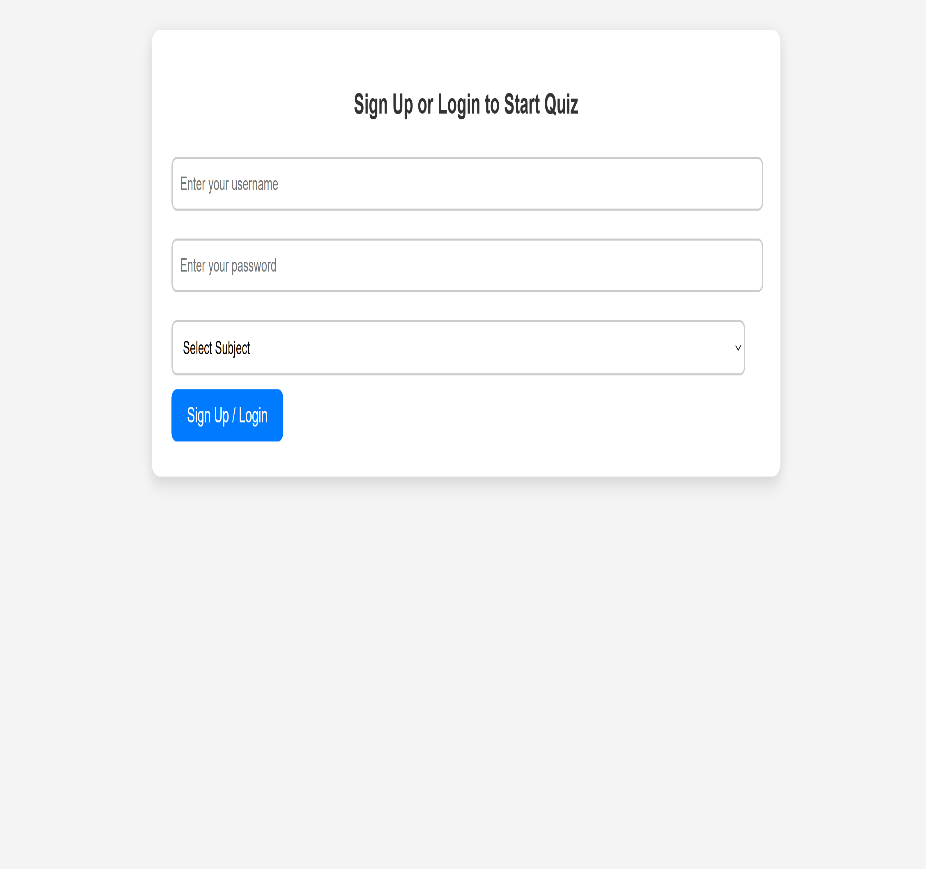 Sign Up or Login to Start Quiz
Enter your username
Enter your password
Select Subject
Sign Up / Login